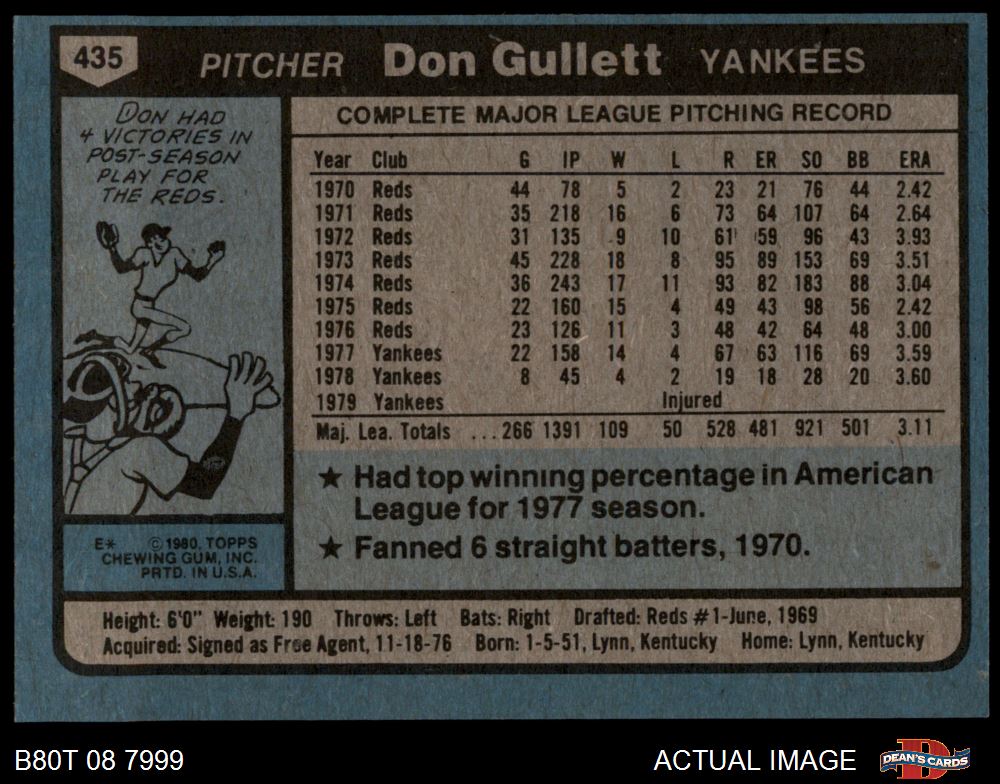 435 PITCHER Don Gullett YANKEES
DON HAD
4 VICTORIES IN
POST-SEASON
PLAY FOR
THE REDS.
COMPLETE MAJOR LEAGUE PITCHING RECORD
Year Club G IP W L R ER SO BB ERA
1970 Reds 44 78 5 2 23 21 76 44 2.42
1971 Reds 35 218 16 6 73 64 107 64 2.64
1972 Reds 31 135 9 10 61 59 96 43 3.93
1973 Reds 45 228 18 8 95 89 153 69 3.51
1974 Reds 36 243 17 11 93 82 183 88 3.04
1975 Reds 22 160 15 4 49 43 98 56 2.42
1976 Reds 23 126 11 3 48 42 64 48 3.00
1977 Yankees 22 158 14 4 67 63 116 69 3.59
1978 Yankees 8 45 4 2 19 18 28 20 3.60
1979 Yankees Injured
Maj. Lea. Totals ...266 1391 109 50 528 481 921 501 3.11
★ Had top winning percentage in American
League for 1977 season.
★ Fanned 6 straight batters, 1970.
E* © 1980, TOPPS
CHEWING GUM, INC.
PRTD. IN U.S.A.
Height: 6'0" Weight: 190 Throws: Left Bats: Right Drafted: Reds #1-June, 1969
Acquired: Signed as Free Agent, 11-18-76 Born: 1-5-51, Lynn, Kentucky Home: Lynn, Kentucky
B80T 08 7999 ACTUAL IMAGE DEAN'S CARDS